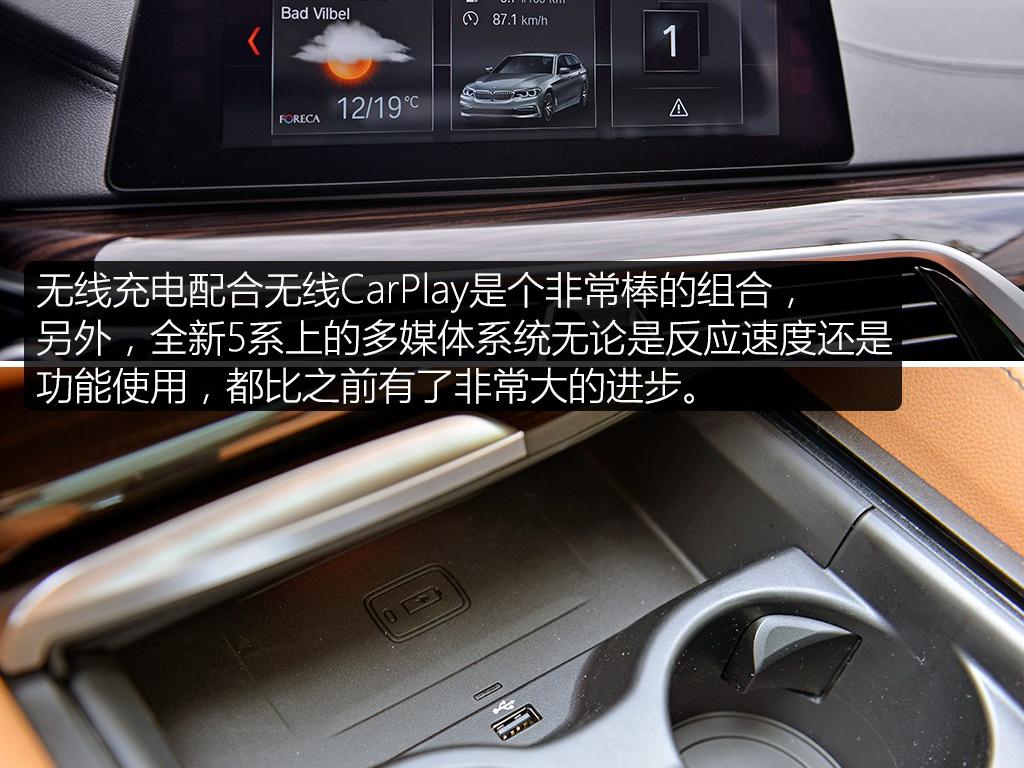 Bad Vilbel
87.1 km/h
1
12/19°C
FORECA
无线充电配合无线CarPlay是个非常棒的组合，
另外，全新5系上的多媒体系统无论是反应速度还是
功能使用，都比之前有了非常大的进步。